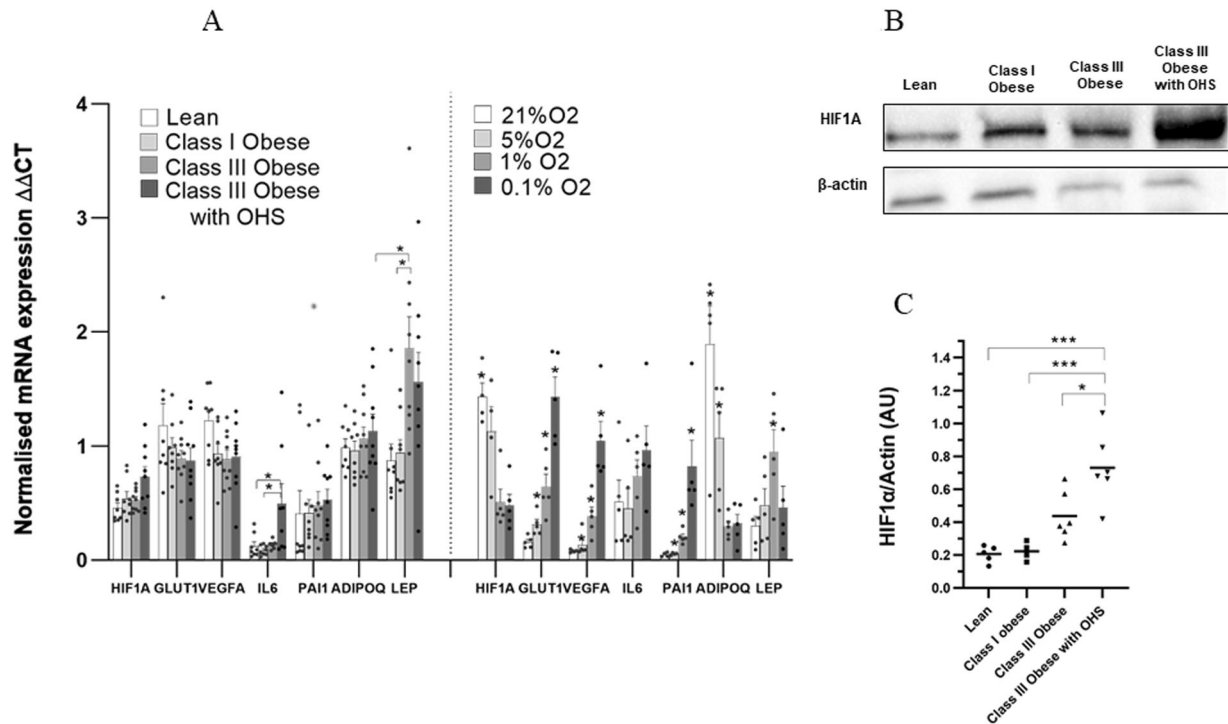 A
Normalised mRNA expression ΔΔCT
4
3
2
1
0
Lean
Class I Obese
Class III Obese
Class III Obese
with OHS
21%O2
5%O2
1% O2
0.1% O2
* * * *
* * * * * * * * * * * * *
HIF1A GLUT1 VEGFA IL6 PAI1 ADIPOQ LEP
HIF1A GLUT1 VEGFA IL6 PAI1 ADIPOQ LEP
B
Lean
Class I
Obese
Class III
Obese
Class III
Obese
with OHS
HIF1A
β-actin
C
HIF1α/Actin (AU)
1.4
1.2
1.0
0.8
0.6
0.4
0.2
0.0
***
***
*
Lean
Class I obese
Class III Obese
Class III Obese with OHS